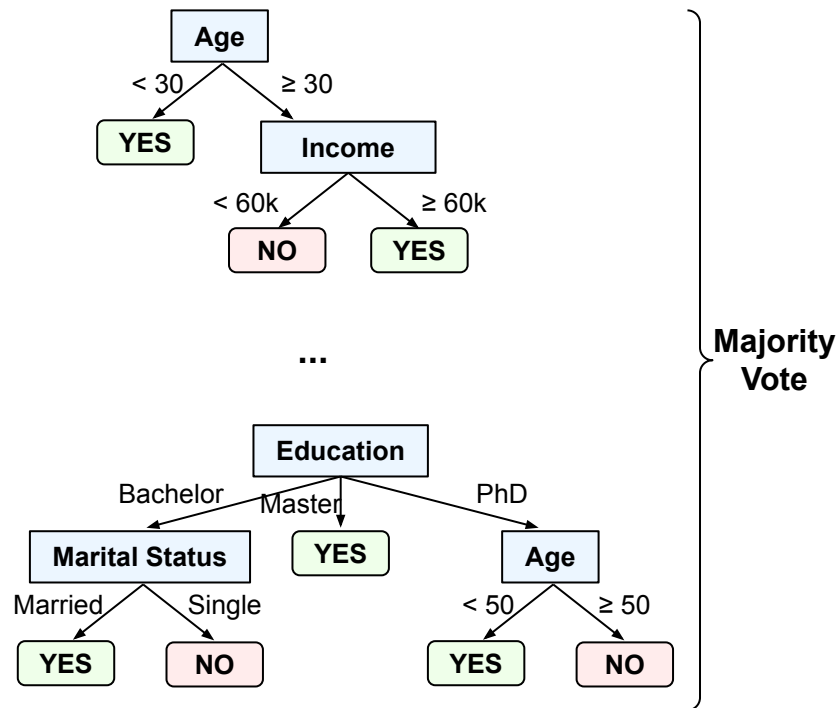 Age
< 30
≥ 30
YES
Income
< 60k
≥ 60k
NO
YES
...
Majority
Vote
Education
Bachelor
Master
PhD
Marital Status
YES
Age
Married
Single
< 50
≥ 50
YES
NO
YES
NO